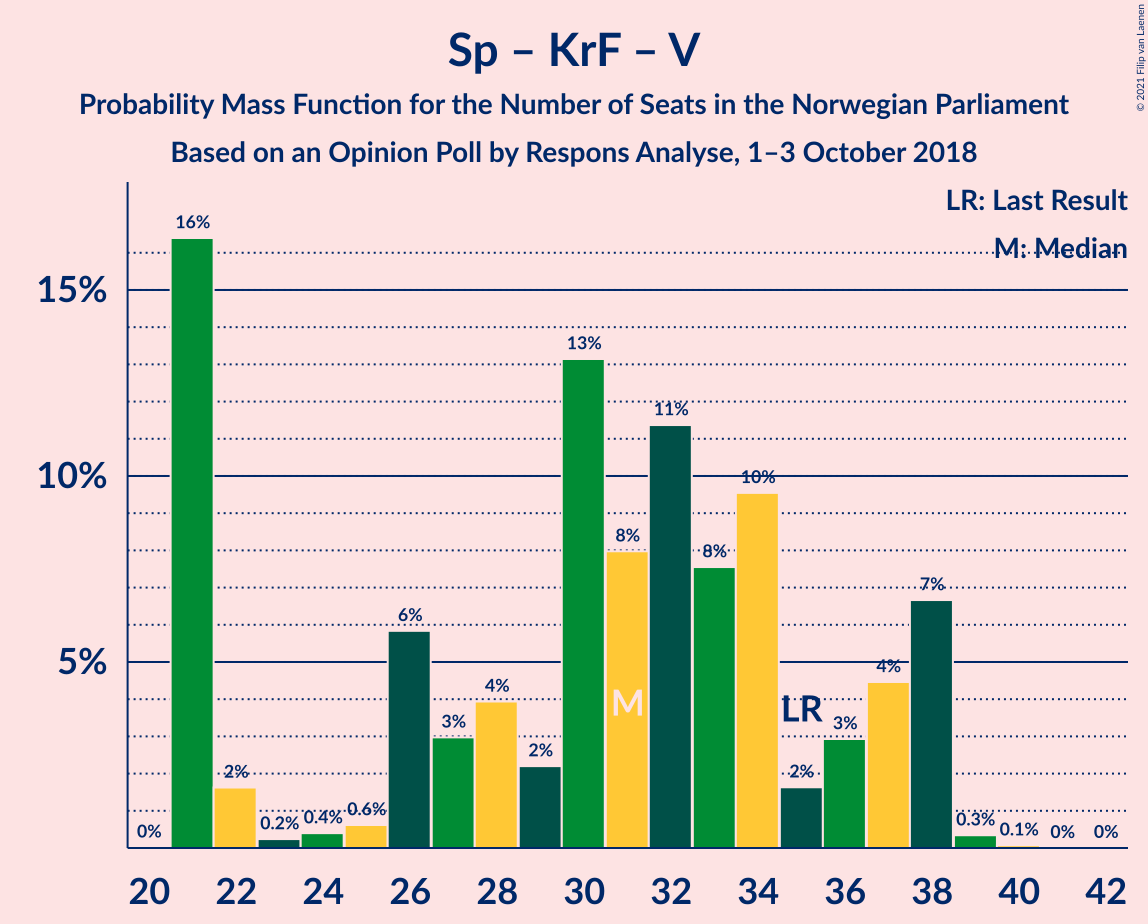 Sp – KrF – V
Probability Mass Function for the Number of Seats in the Norwegian Parliament
Based on an Opinion Poll by Respons Analyse, 1–3 October 2018
© 2021 Filip van Laenen
LR: Last Result
M: Median
15%
10%
5%
0%
16%
2%
0.2%
0.4%
0.6%
6%
3%
4%
2%
13%
8%
11%
8%
10%
2%
3%
4%
7%
0.3%
0.1%
0%
0%
M
LR
20 22 24 26 28 30 32 34 36 38 40 42